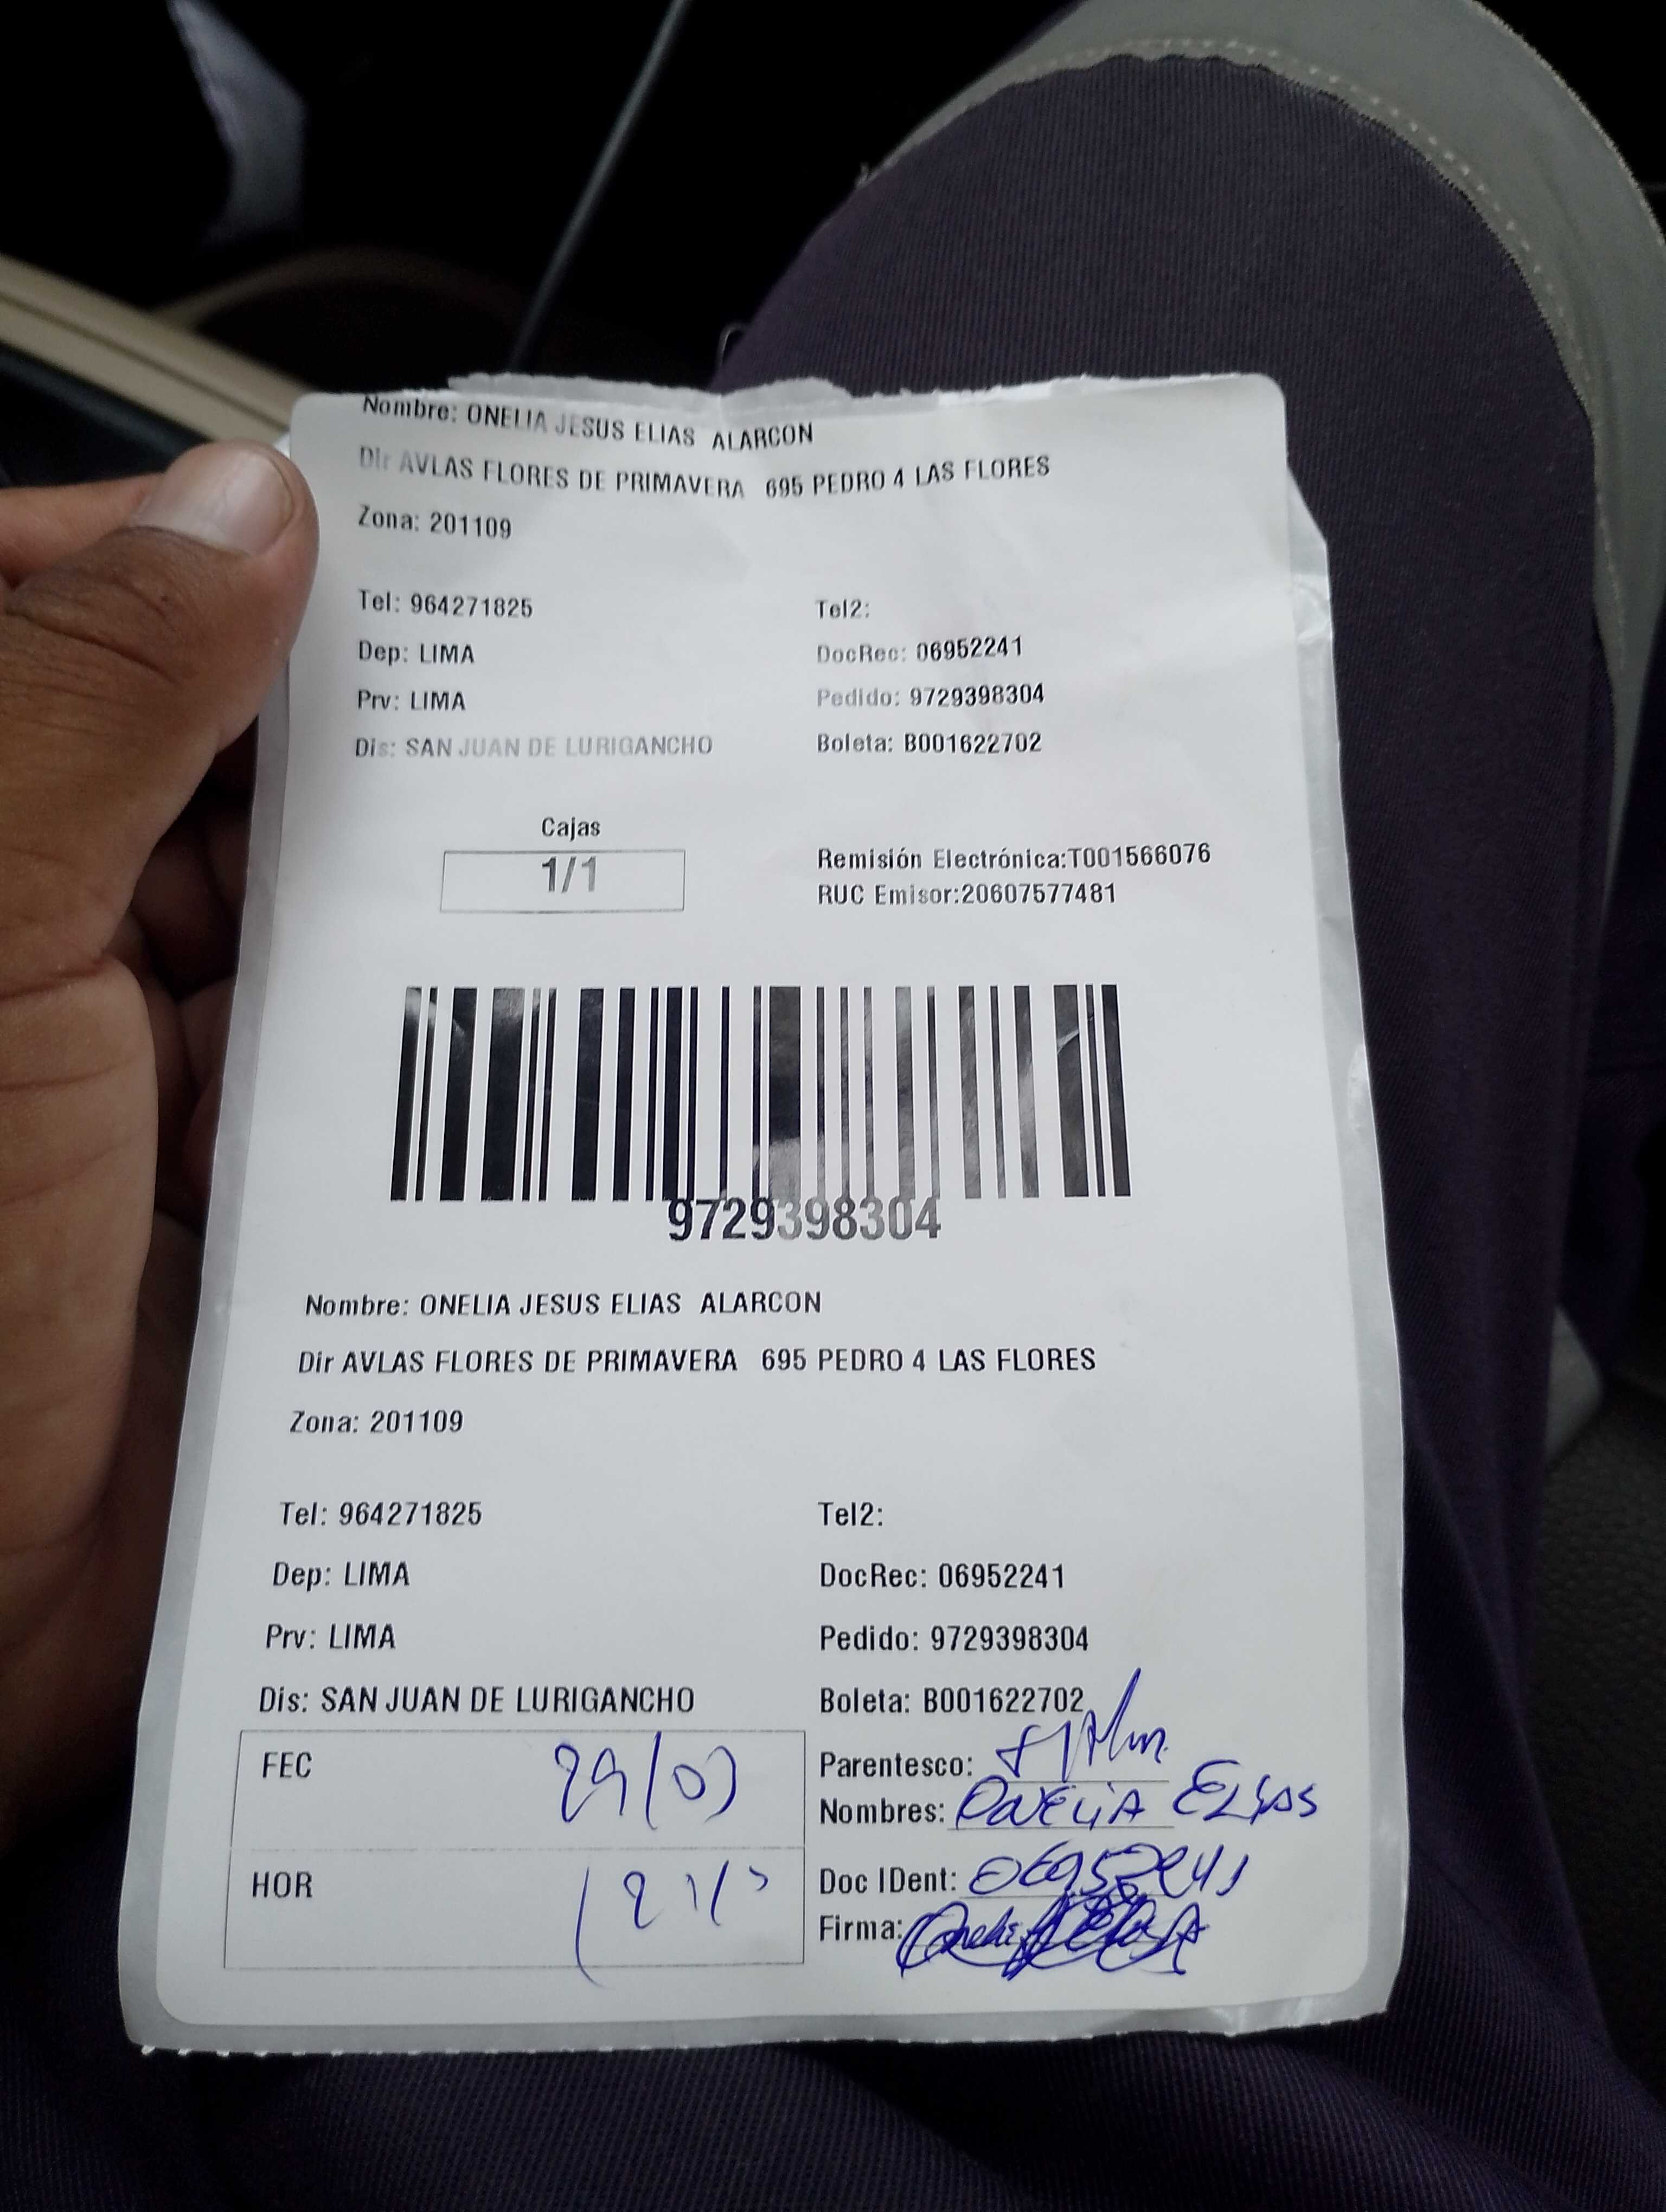 Nombre: ONELIA JESUS ELIAS ALARCON
Dir AVLAS FLORES DE PRIMAVERA 695 PEDRO 4 LAS FLORES
Zona: 201109
Tel: 964271825 Tel2:
Dep: LIMA DocRec: 06952241
Prv: LIMA Pedido: 9729398304
Dis: SAN JUAN DE LURIGANCHO Boleta: B001622702
Cajas
1/1
Remisión Electrónica:T001566076
RUC Emisor:20607577481
9729398304
Nombre: ONELIA JESUS ELIAS ALARCON
Dir AVLAS FLORES DE PRIMAVERA 695 PEDRO 4 LAS FLORES
Zona: 201109
Tel: 964271825 Tel2:
Dep: LIMA DocRec: 06952241
Prv: LIMA Pedido: 9729398304
Dis: SAN JUAN DE LURIGANCHO Boleta: B001622702
FEC 29/03
HOR
Parentesco:
Nombres: ONELIA ELIAS
Doc IDent: 06952241
Firma: